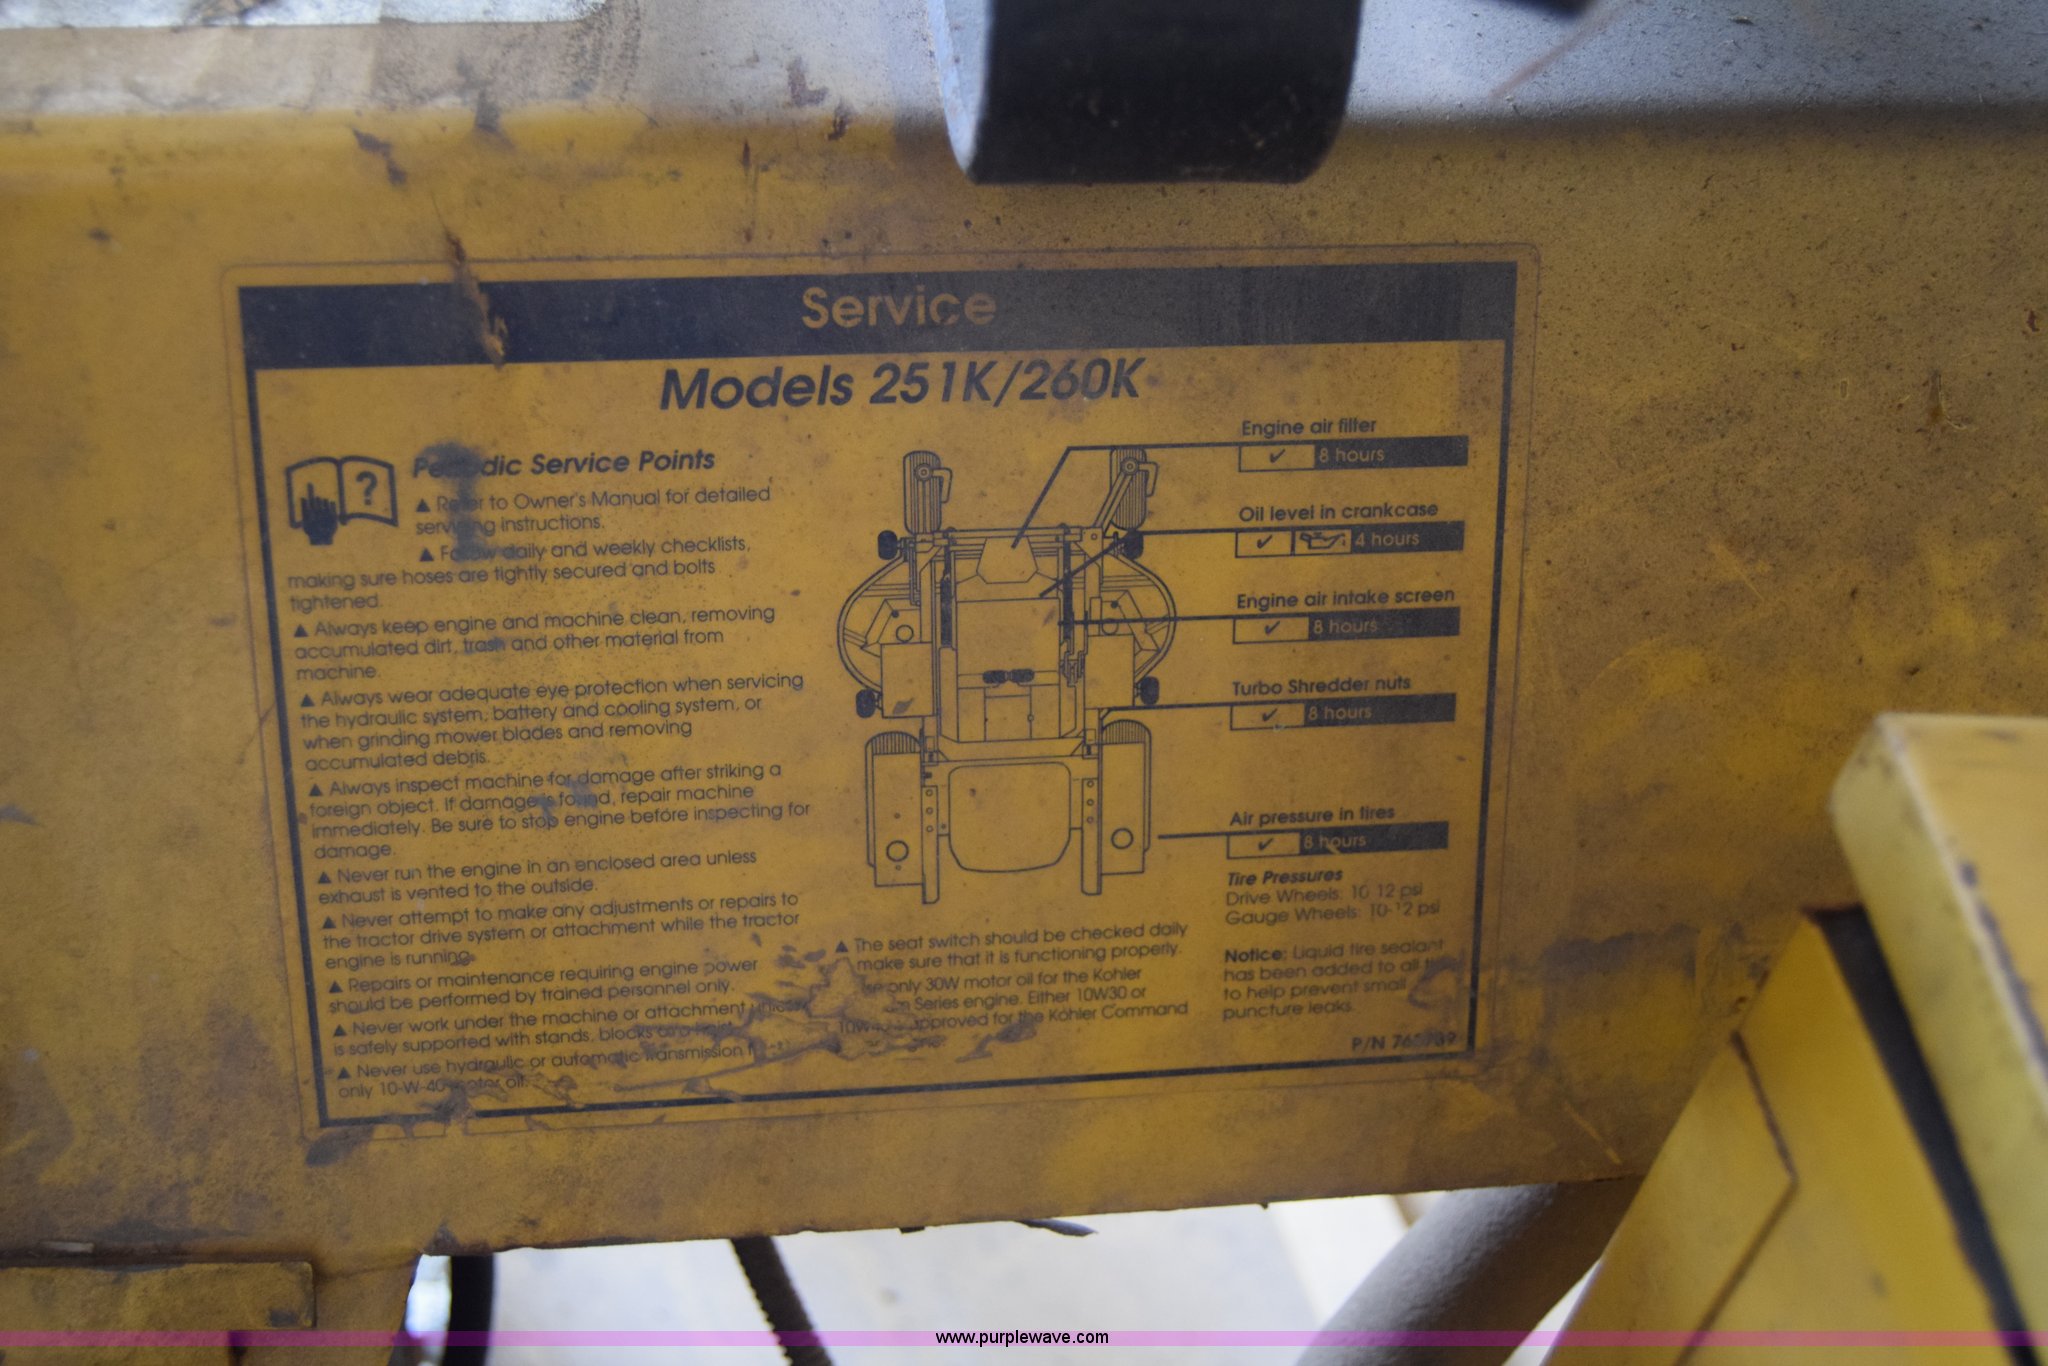 Service
Models 251K/260K
Periodic Service Points
▲ Refer to Owner's Manual for detailed
servicing instructions.
▲ Follow daily and weekly checklists,
making sure hoses are tightly secured and bolts
tightened.
▲ Always keep engine and machine clean, removing
accumulated dirt, trash and other material from
machine.
▲ Always wear adequate eye protection when servicing
the hydraulic system, battery and cooling system, or
when grinding mower blades and removing
accumulated debris.
▲ Always inspect machine for damage after striking a
foreign object. If damage is found, repair machine
immediately. Be sure to stop engine before inspecting for
damage.
▲ Never run the engine in an enclosed area unless
exhaust is vented to the outside.
▲ Never attempt to make any adjustments or repairs to
the tractor drive system or attachment while the tractor
engine is running.
▲ Repairs or maintenance requiring engine power
should be performed by trained personnel only.
▲ Never work under the machine or attachment unless
is safely supported with stands, blocks or a hoist
▲ Never use hydraulic or automatic transmission
only 10-W-40 motor oil.
▲ The seat switch should be checked daily
make sure that it is functioning properly.
only 30W motor oil for the Kohler
Series engine. Either 10W30 or
approved for the Kohler Command
Engine air filter
✓ 8 hours
Oil level in crankcase
✓ 4 hours
Engine air intake screen
✓ 8 hours
Turbo Shredder nuts
✓ 8 hours
Air pressure in tires
✓ 8 hours
Tire Pressures
Drive Wheels: 10-12 psi
Gauge Wheels: 10-12 psi
Notice: Liquid tire sealant
has been added to all
to help prevent small
puncture leaks.
P/N
www.purplewave.com